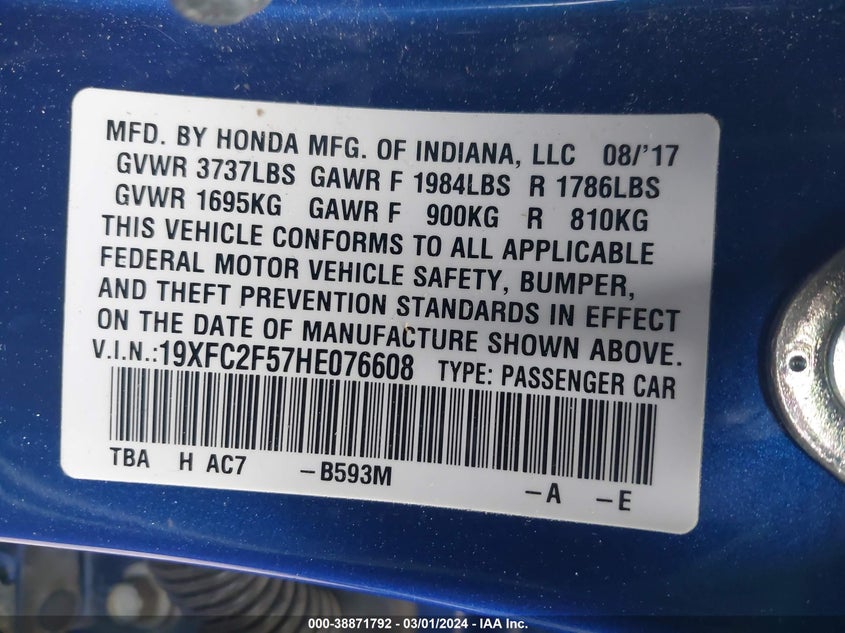 MFD. BY HONDA MFG. OF INDIANA, LLC 08/'17
GVWR 3737LBS GAWR F 1984LBS R 1786LBS
GVWR 1695KG GAWR F 900KG R 810KG
THIS VEHICLE CONFORMS TO ALL APPLICABLE
FEDERAL MOTOR VEHICLE SAFETY, BUMPER,
AND THEFT PREVENTION STANDARDS IN EFFECT
ON THE DATE OF MANUFACTURE SHOWN ABOVE.
V.I.N.:19XFC2F57HE076608 TYPE: PASSENGER CAR
TBA H AC7 -B593M -A -E
000-38871792 - 03/01/2024 - IAAI.COM.